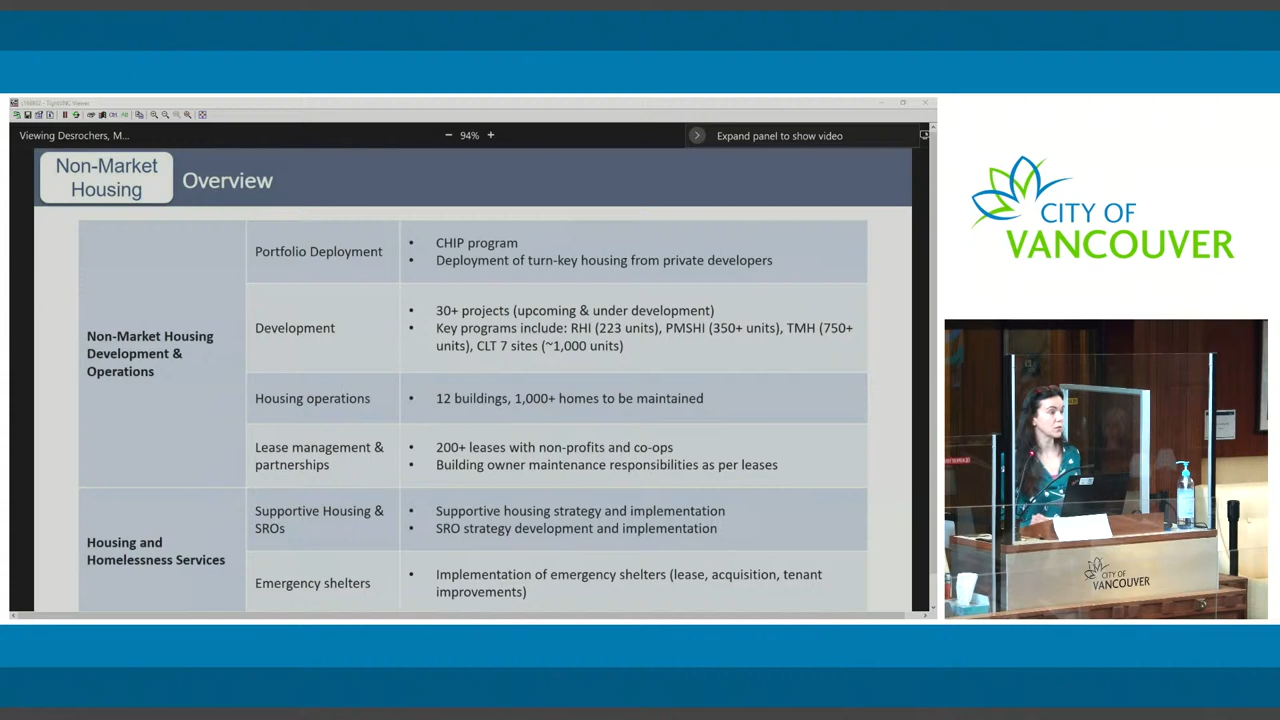 Viewing Desrochers, M...
94%
Expand panel to show video
Non-Market
Housing
Overview
Non-Market Housing
Development &
Operations
Portfolio Deployment
• CHIP program
• Deployment of turn-key housing from private developers
Development
• 30+ projects (upcoming & under development)
• Key programs include: RHI (223 units), PMSHI (350+ units), TMH (750+
units), CLT 7 sites (~1,000 units)
Housing operations
• 12 buildings, 1,000+ homes to be maintained
Lease management &
partnerships
• 200+ leases with non-profits and co-ops
• Building owner maintenance responsibilities as per leases
Housing and
Homelessness Services
Supportive Housing &
SROs
• Supportive housing strategy and implementation
• SRO strategy development and implementation
Emergency shelters
• Implementation of emergency shelters (lease, acquisition, tenant
improvements)
CITY OF
VANCOUVER
CITY OF
VANCOUVER